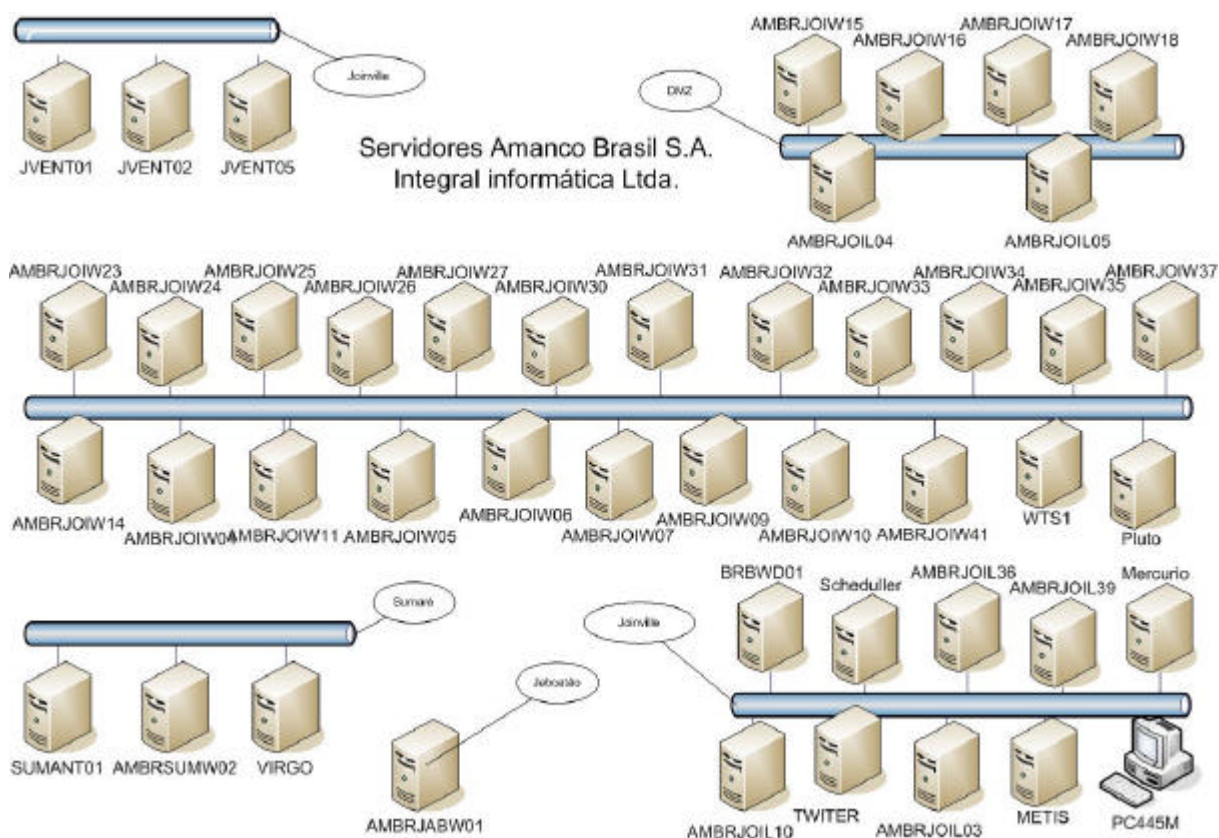 Joinville
JVENT01
JVENT02
JVENT05
Servidores Amanco Brasil S.A.
Integral informática Ltda.
DMZ
AMBRJOIW15
AMBRJOIW16
AMBRJOIW17
AMBRJOIW18
AMBRJOIL04
AMBRJOIL05
AMBRJOIW23
AMBRJOIW24
AMBRJOIW25
AMBRJOIW26
AMBRJOIW27
AMBRJOIW30
AMBRJOIW31
AMBRJOIW32
AMBRJOIW33
AMBRJOIW34
AMBRJOIW35
AMBRJOIW37
AMBRJOIW14
AMBRJOIW04
AMBRJOIW11
AMBRJOIW05
AMBRJOIW06
AMBRJOIW07
AMBRJOIW09
AMBRJOIW10
AMBRJOIW41
WTS1
Pluto
Sumaré
SUMANT01
AMBRSUMW02
VIRGO
Jaboatão
AMBRJABW01
Joinville
BRBWD01
Scheduller
AMBRJOIL36
AMBRJOIL39
Mercurio
AMBRJOIL10
TWITER
AMBRJOIL03
METIS
PC445M